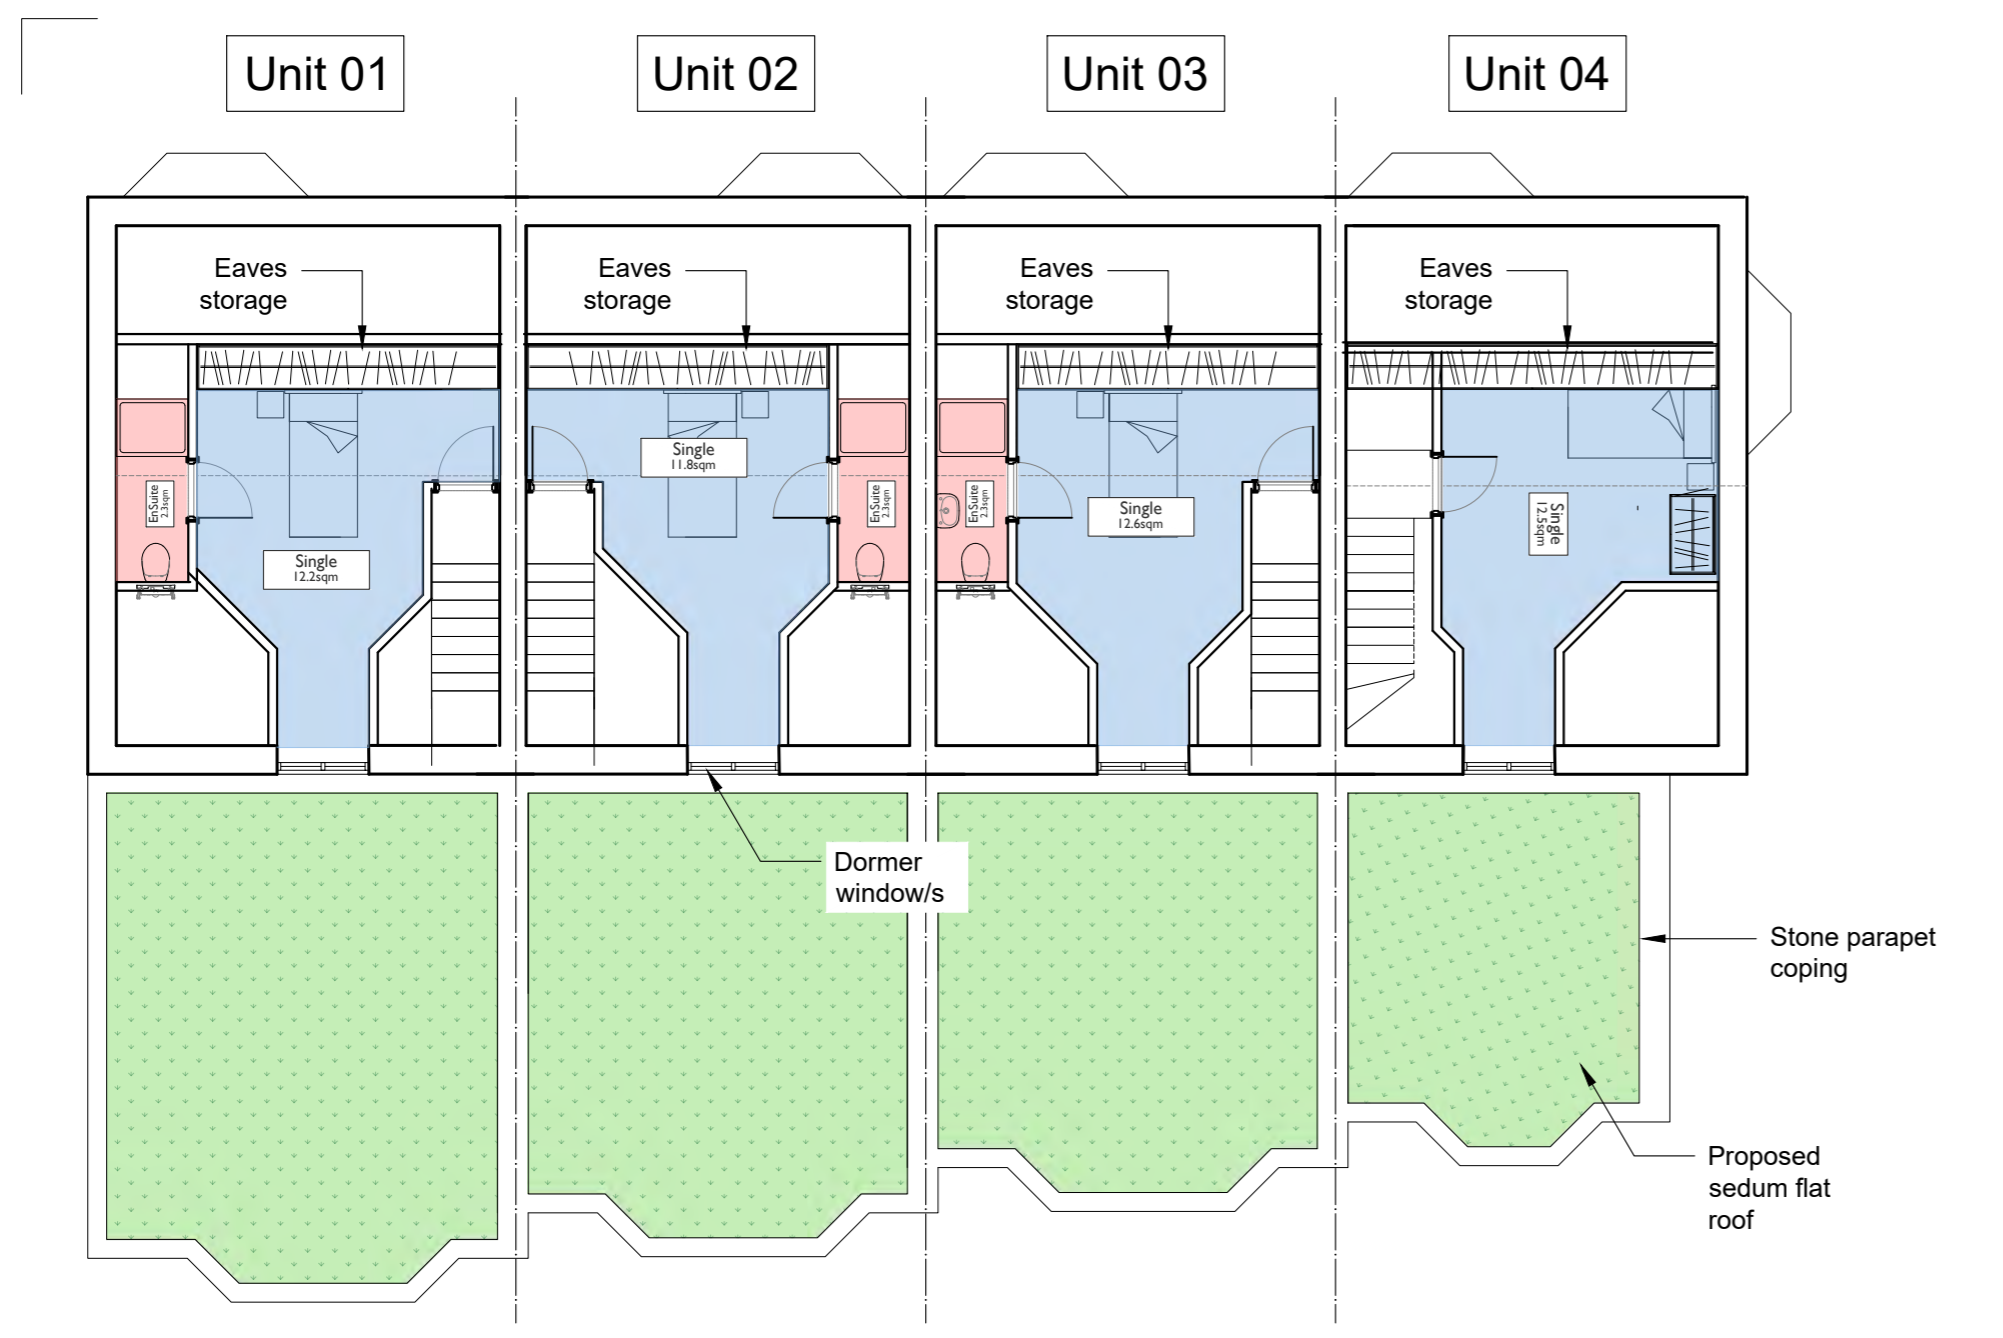 Unit 01
Unit 02
Unit 03
Unit 04
Eaves
storage
Eaves
storage
Eaves
storage
Eaves
storage
EnSuite
2.3sqm
Single
12.2sqm
Single
11.8sqm
EnSuite
2.3sqm
EnSuite
2.3sqm
Single
12.6sqm
Single
12.5sqm
Dormer
window/s
Stone parapet
coping
Proposed
sedum flat
roof